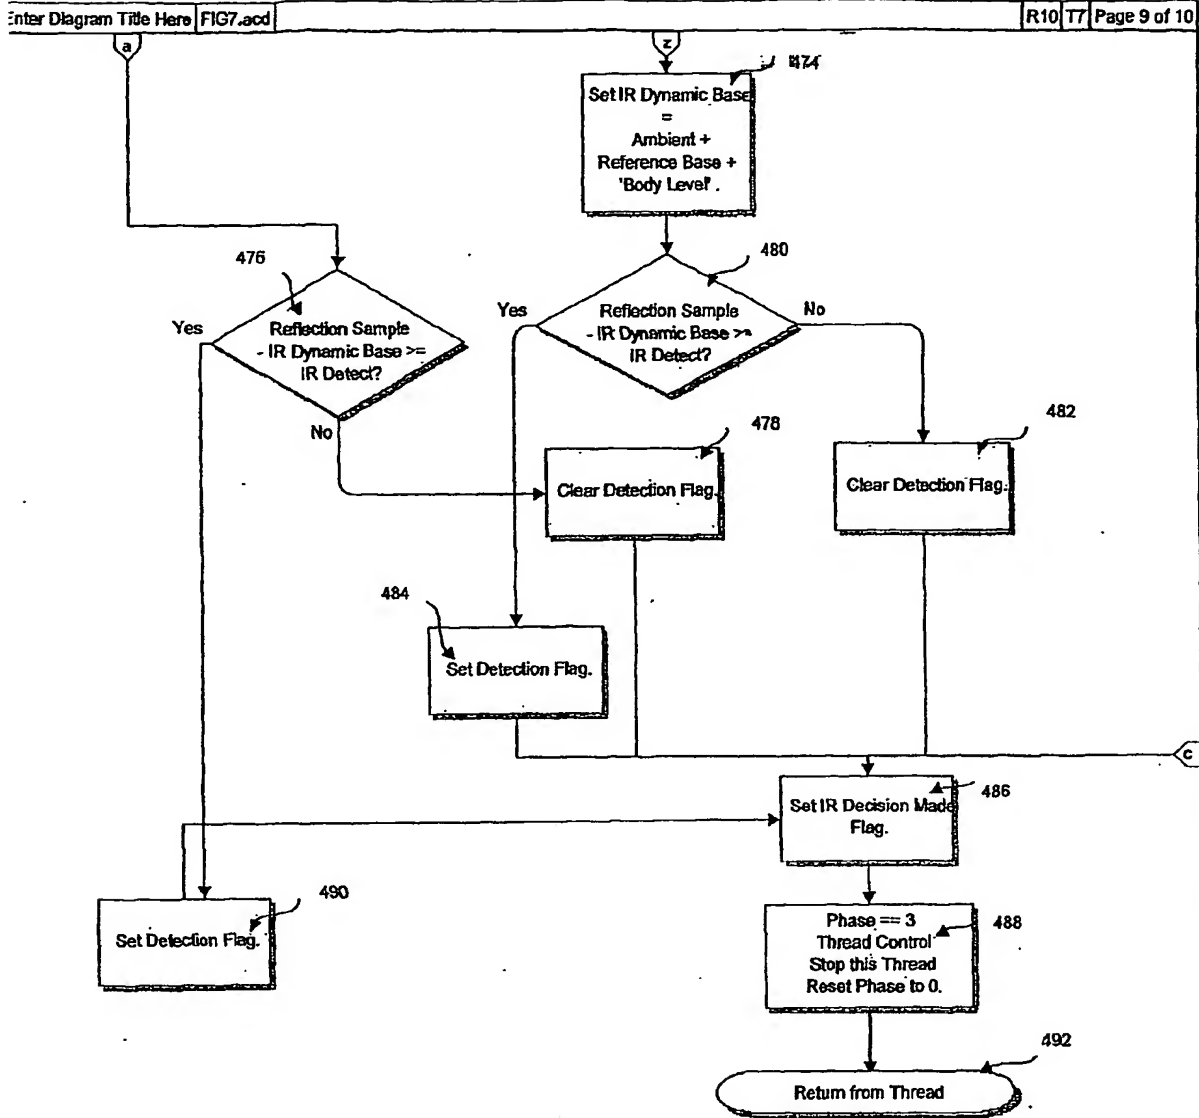 Enter Diagram Title Here FIG7.acd R10 T7 Page 9 of 10
a
z
474
Set IR Dynamic Base
=
Ambient +
Reference Base +
'Body Level' .
476
480
Yes
Reflection Sample
- IR Dynamic Base >=
IR Detect?
No
Yes
Reflection Sample
- IR Dynamic Base >=
IR Detect?
No
478
Clear Detection Flag.
482
Clear Detection Flag.
484
Set Detection Flag.
c
Set IR Decision Made
Flag.
486
490
Set Detection Flag.
Phase == 3
Thread Control
Stop this Thread
Reset Phase to 0.
488
492
Return from Thread